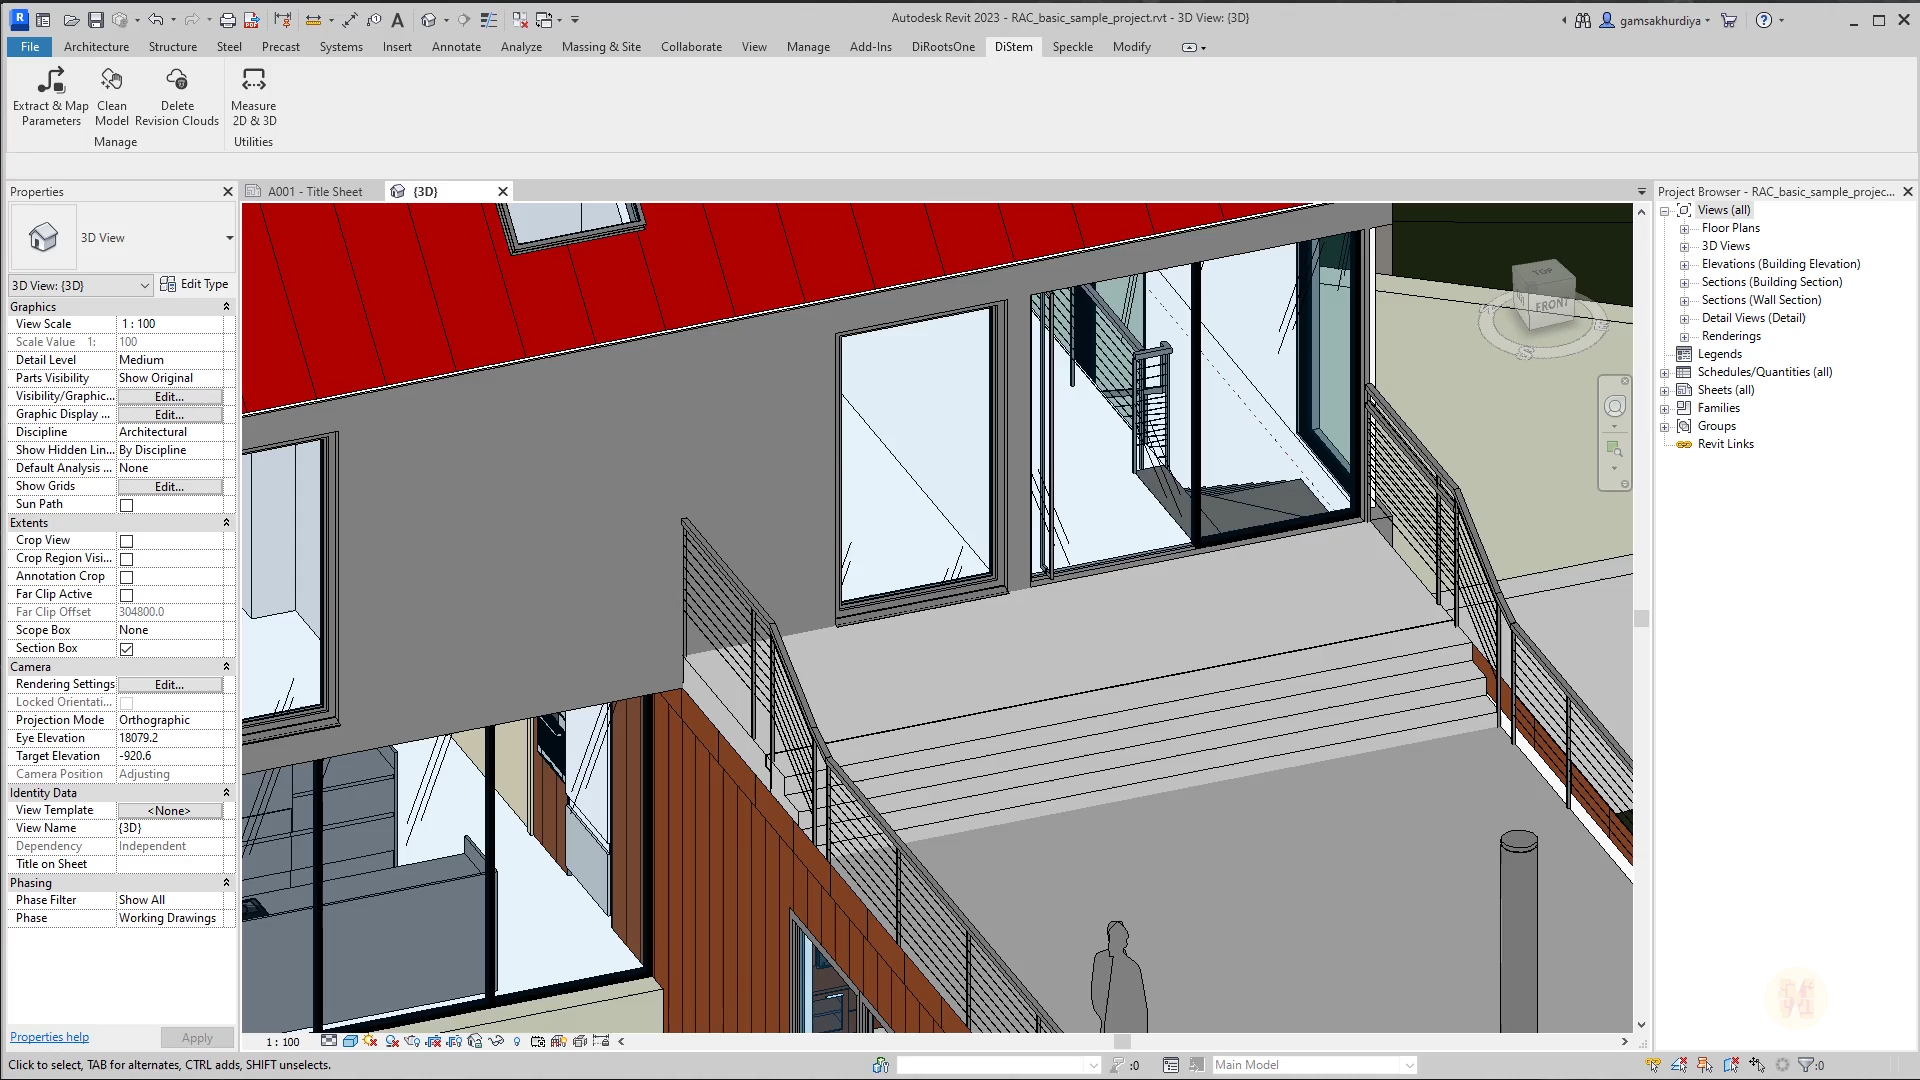 Autodesk Revit 2023 - RAC_basic_sample_project.rvt - 3D View: {3D}
gamsakhurdiya
File Architecture Structure Steel Precast Systems Insert Annotate Analyze Massing & Site Collaborate View Manage Add-Ins DiRootsOne DiStem Speckle Modify
Extract & Map Parameters
Clean Model
Delete Revision Clouds
Measure 2D & 3D
Manage
Utilities
Properties
A001 - Title Sheet
{3D}
Project Browser - RAC_basic_sample_projec...
3D View
3D View: {3D}
Edit Type
Graphics
View Scale 1 : 100
Scale Value 1: 100
Detail Level Medium
Parts Visibility Show Original
Visibility/Graphic... Edit...
Graphic Display ... Edit...
Discipline Architectural
Show Hidden Lin... By Discipline
Default Analysis ... None
Show Grids Edit...
Sun Path
Extents
Crop View
Crop Region Visi...
Annotation Crop
Far Clip Active
Far Clip Offset 304800.0
Scope Box None
Section Box
Camera
Rendering Settings Edit...
Locked Orientati...
Projection Mode Orthographic
Eye Elevation 18079.2
Target Elevation -920.6
Camera Position Adjusting
Identity Data
View Template <None>
View Name {3D}
Dependency Independent
Title on Sheet
Phasing
Phase Filter Show All
Phase Working Drawings
Properties help
Apply
TOP
FRONT
S
Views (all)
Floor Plans
3D Views
Elevations (Building Elevation)
Sections (Building Section)
Sections (Wall Section)
Detail Views (Detail)
Renderings
Legends
Schedules/Quantities (all)
Sheets (all)
Families
Groups
Revit Links
1 : 100
Click to select, TAB for alternates, CTRL adds, SHIFT unselects.
:0
Main Model
:0